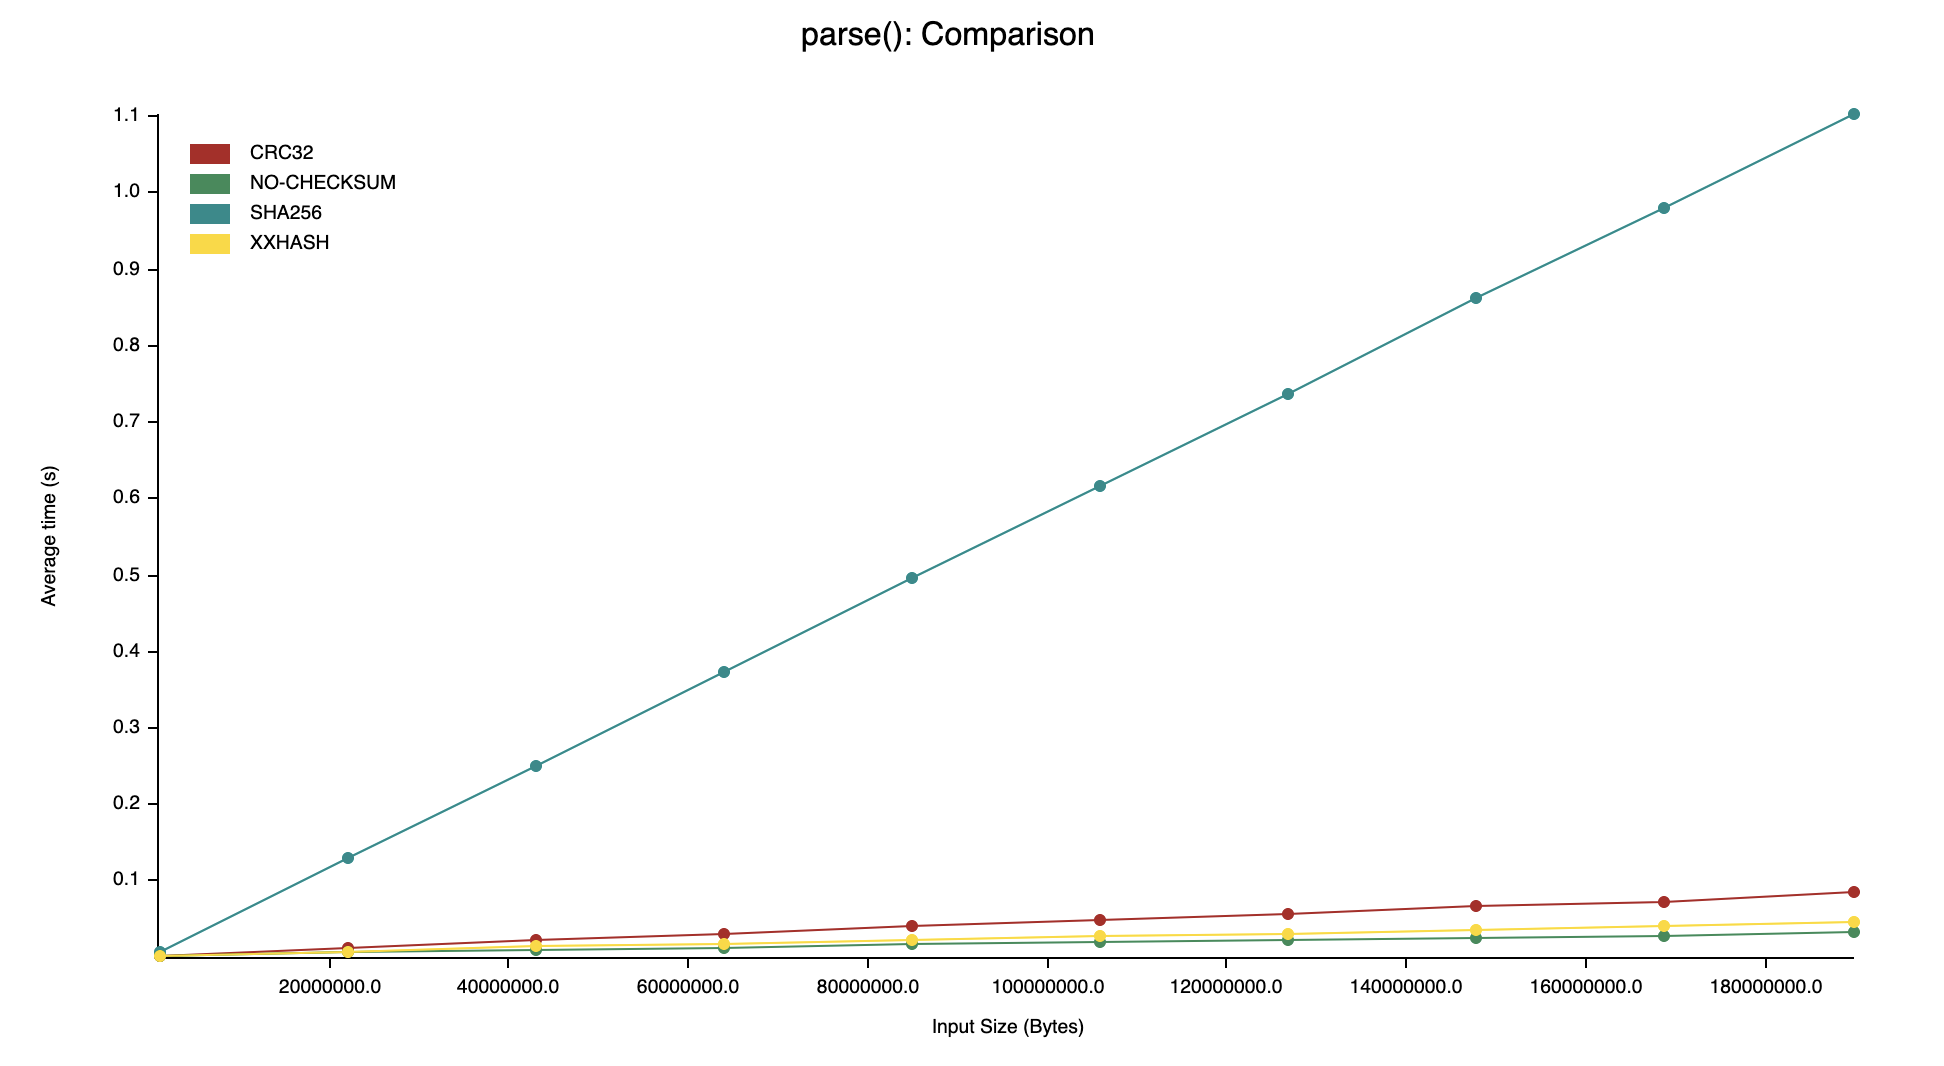 parse(): Comparison
1.1
1.0
0.9
0.8
0.7
0.6
0.5
0.4
0.3
0.2
0.1
CRC32
NO-CHECKSUM
SHA256
XXHASH
Average time (s)
20000000.0 40000000.0 60000000.0 80000000.0 100000000.0 120000000.0 140000000.0 160000000.0 180000000.0
Input Size (Bytes)